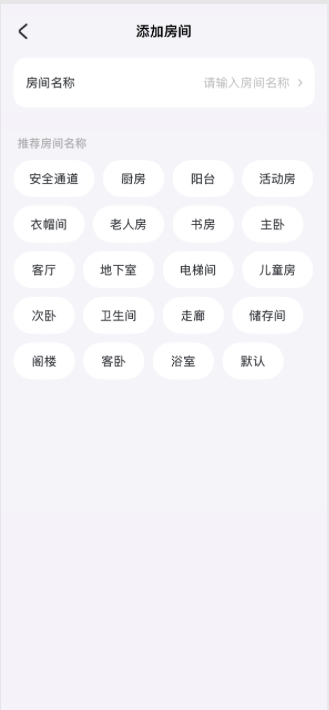 添加房间
房间名称 请输入房间名称
推荐房间名称
安全通道 厨房 阳台 活动房
衣帽间 老人房 书房 主卧
客厅 地下室 电梯间 儿童房
次卧 卫生间 走廊 储存间
阁楼 客卧 浴室 默认